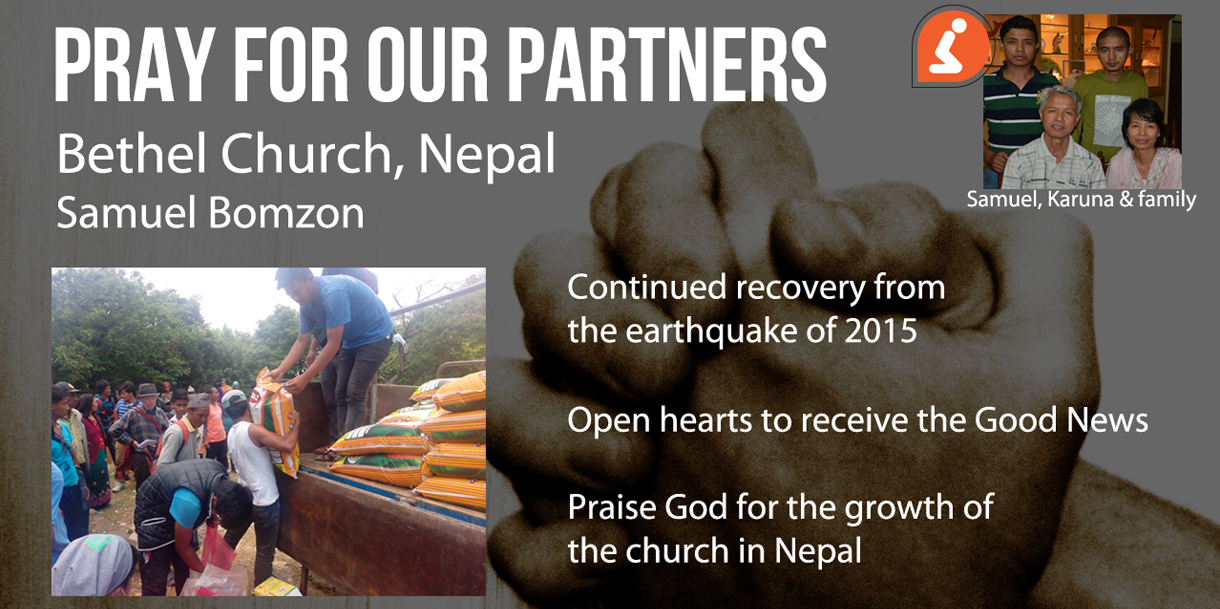 PRAY FOR OUR PARTNERS
Bethel Church, Nepal
Samuel Bomzon
Samuel, Karuna & family
Continued recovery from
the earthquake of 2015
Open hearts to receive the Good News
Praise God for the growth of
the church in Nepal